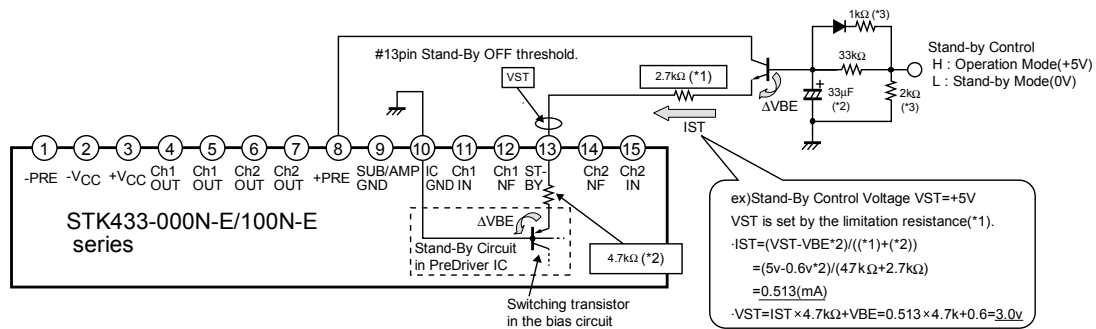 1kΩ (*3)
33kΩ
Stand-by Control
H : Operation Mode(+5V)
L : Stand-by Mode(0V)
#13pin Stand-By OFF threshold.
VST
2.7kΩ (*1)
ΔVBE
+
33μF
(*2)
2kΩ
(*3)
IST
1 2 3 4 5 6 7 8 9 10 11 12 13 14 15
-PRE -VCC +VCC Ch1 OUT Ch1 OUT Ch2 OUT Ch2 OUT +PRE SUB/AMP GND IC GND Ch1 IN Ch1 NF ST-BY Ch2 NF Ch2 IN
STK433-000N-E/100N-E
series
ΔVBE
Stand-By Circuit
in PreDriver IC
4.7kΩ (*2)
Switching transistor
in the bias circuit
ex)Stand-By Control Voltage VST=+5V
VST is set by the limitation resistance(*1).
·IST=(VST-VBE*2)/((*1)+(*2))
=(5v-0.6v*2)/(4.7kΩ+2.7kΩ)
=0.513(mA)
·VST=IST×4.7kΩ+VBE=0.513×4.7k+0.6=3.0v